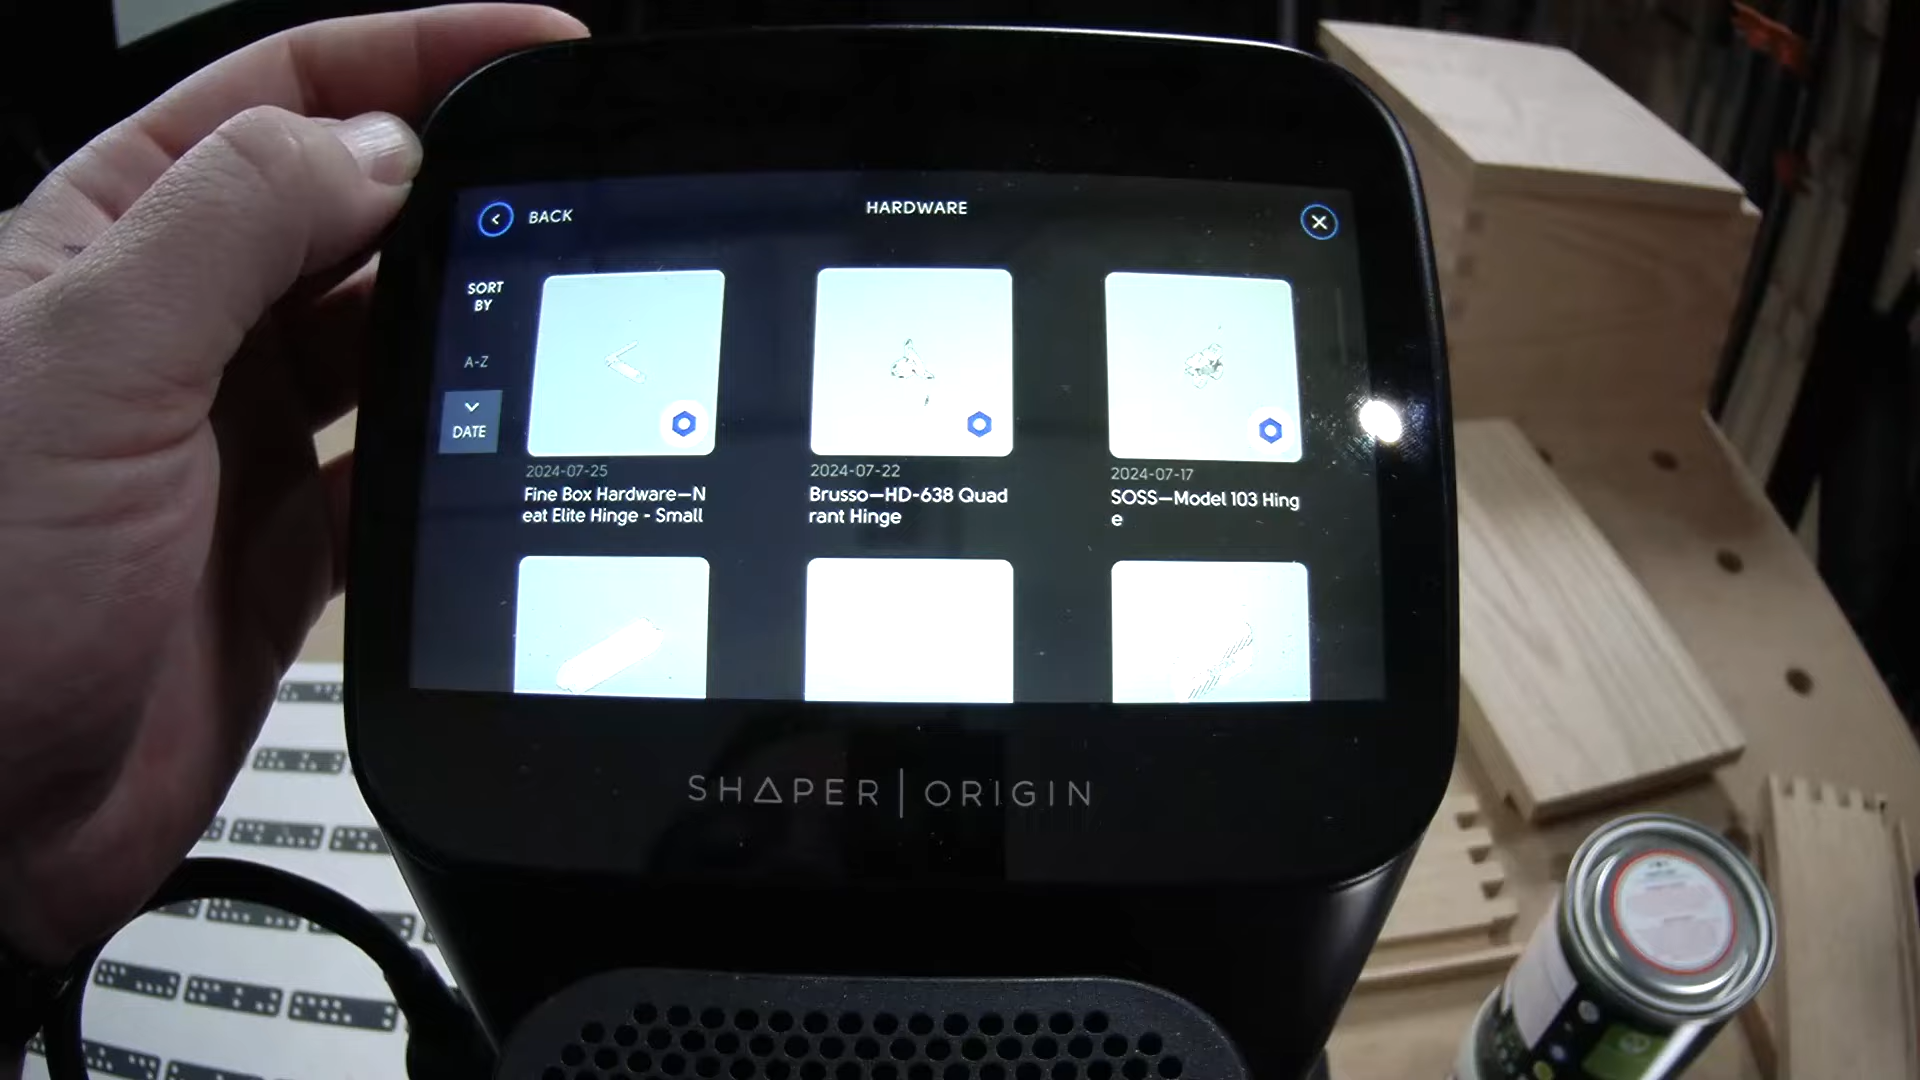 BACK
HARDWARE
SORT
BY
A-Z
DATE
2024-07-25
Fine Box Hardware—N
eat Elite Hinge - Small
2024-07-22
Brusso—HD-638 Quad
rant Hinge
2024-07-17
SOSS—Model 103 Hing
e
SHAPER | ORIGIN